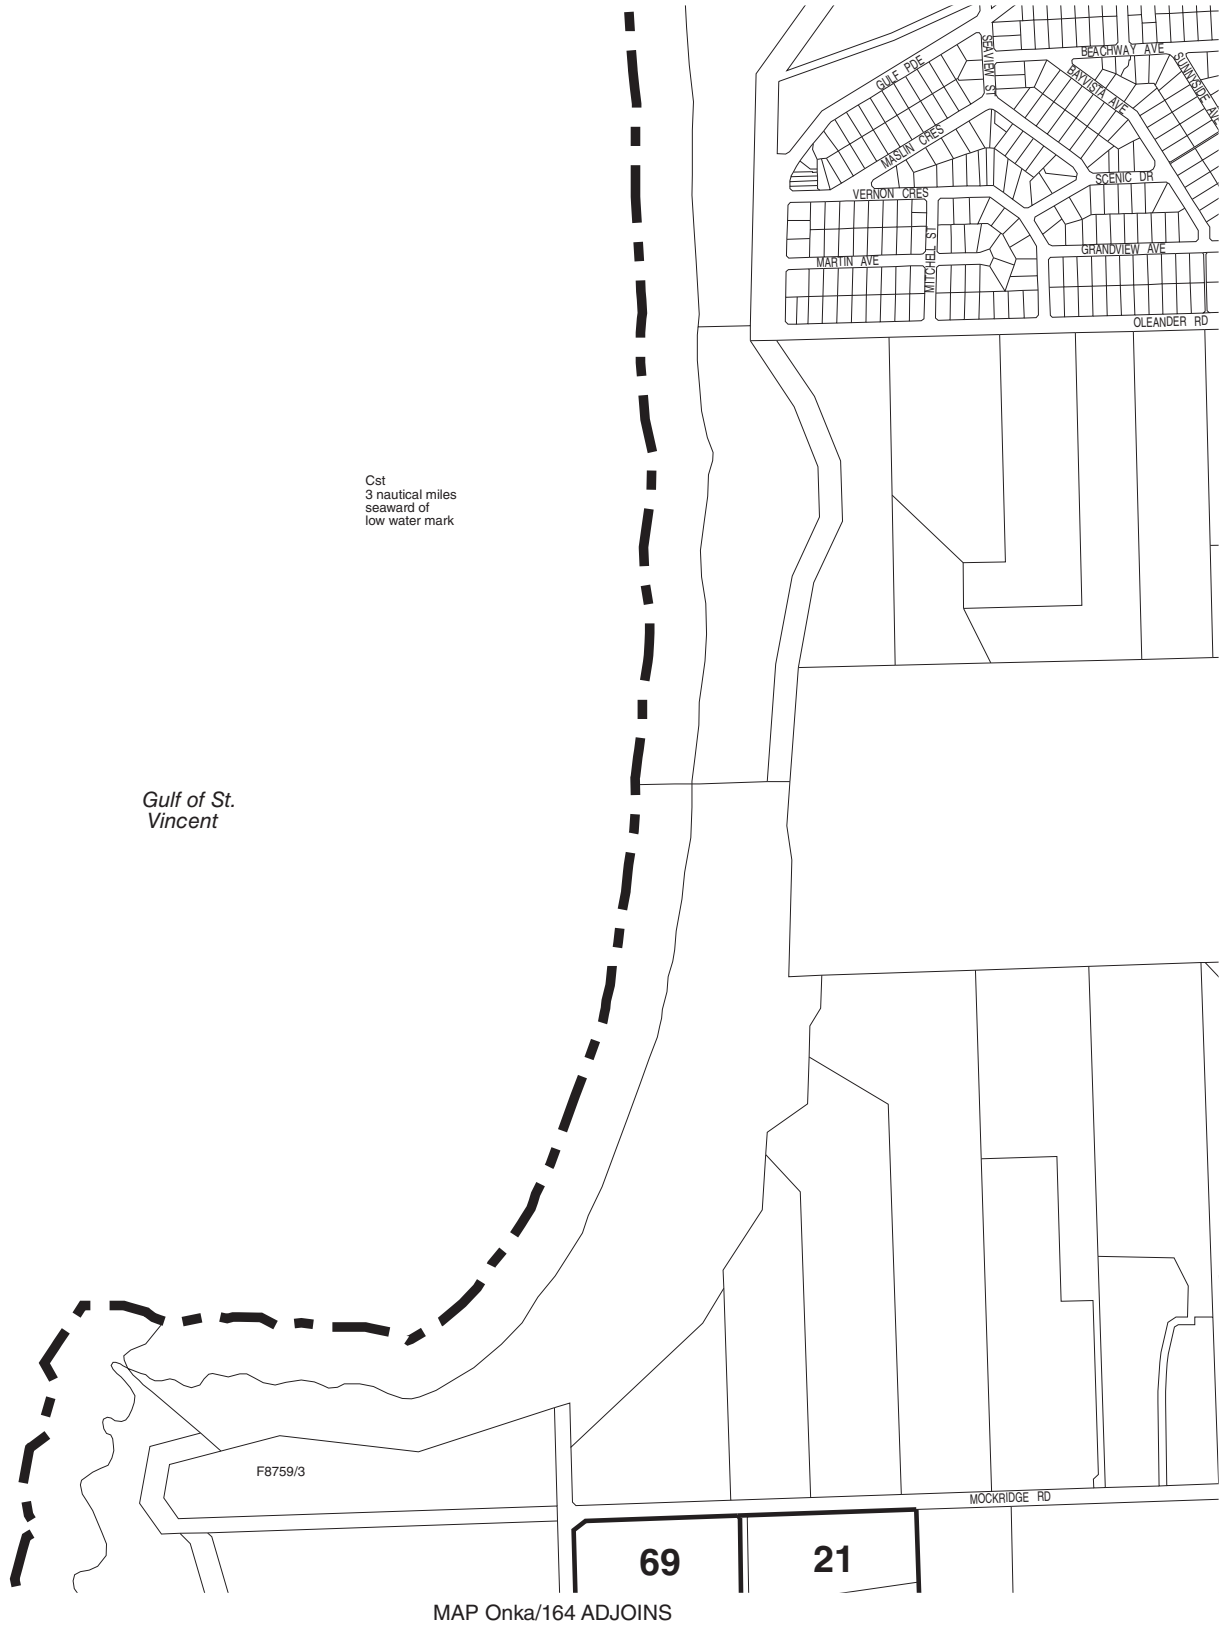 BEACHWAY AVE
SEAVIEW ST
SUNNYSIDE AVE
GULF PDE
BAYVISTA AVE
MASLIN CRES
SCENIC DR
VERNON CRES
MITCHELL ST
GRANDVIEW AVE
MARTIN AVE
OLEANDER RD
Cst
3 nautical miles
seaward of
low water mark
Gulf of St.
Vincent
F8759/3
MOCKRIDGE RD
69
21
MAP Onka/164 ADJOINS